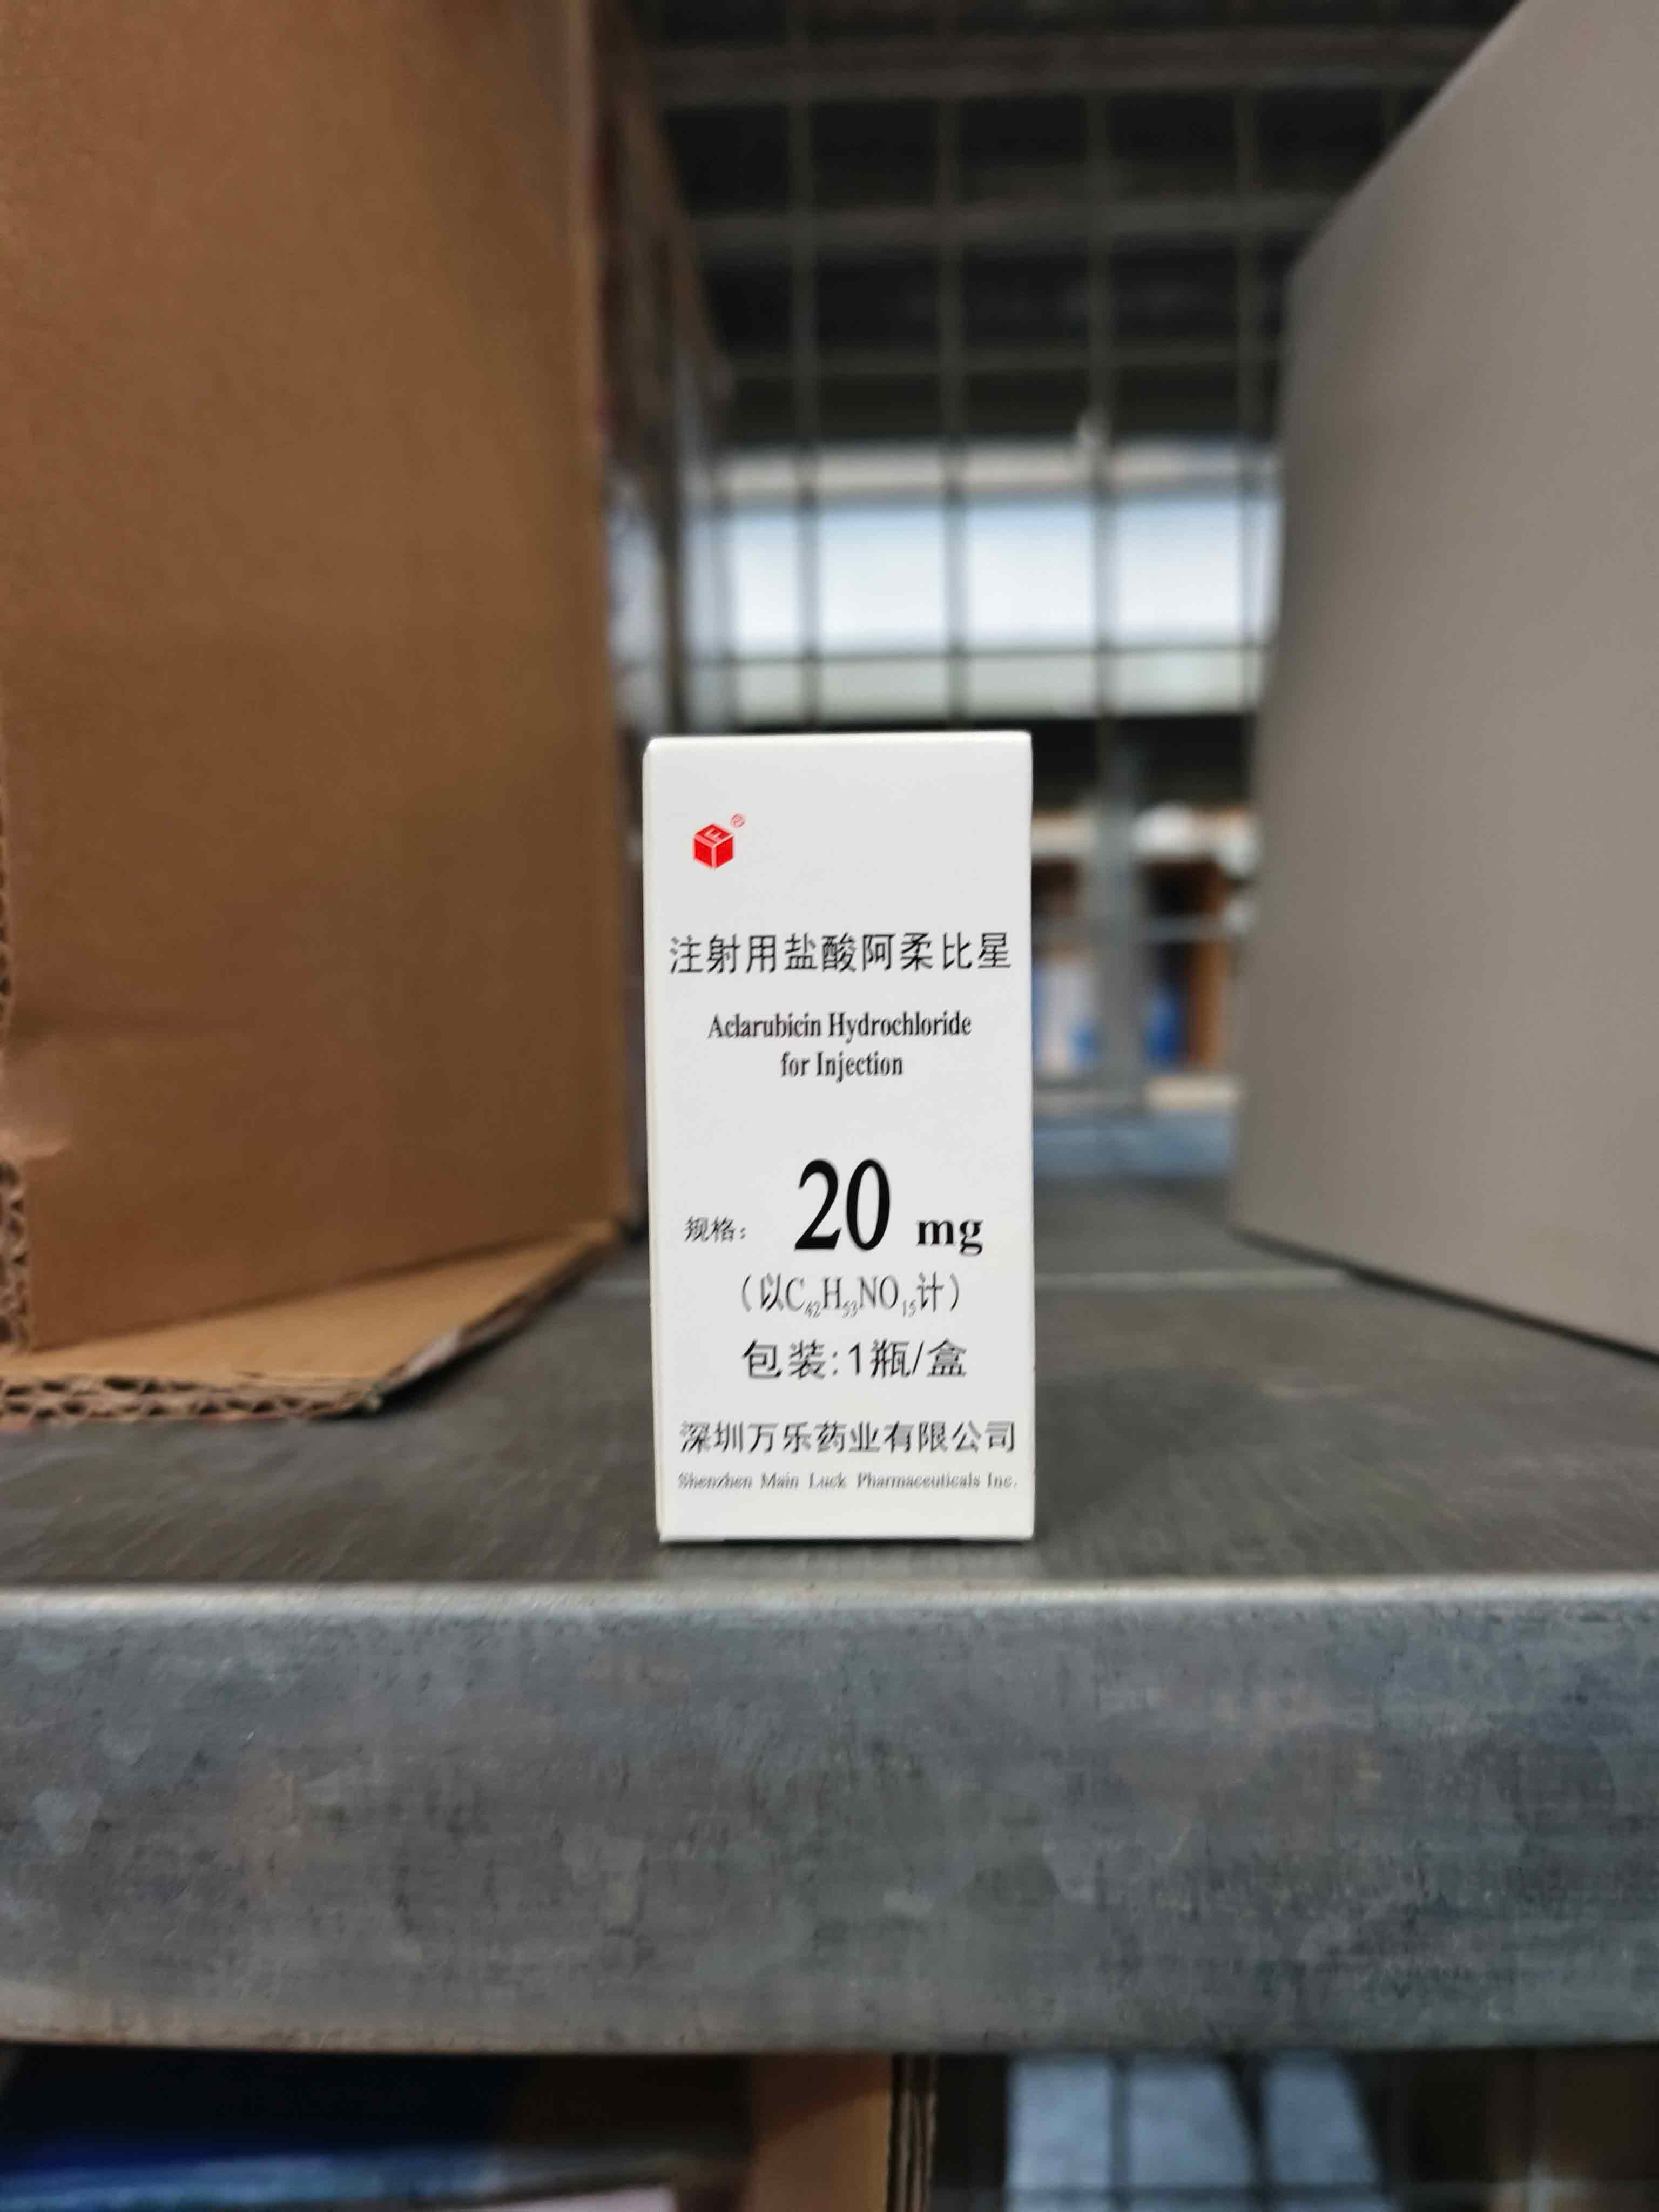 ®
注射用盐酸阿柔比星
Aclarubicin Hydrochloride
for Injection
规格: 20 mg
(以C₄₂H₅₃NO₁₅计)
包装:1瓶/盒
深圳万乐药业有限公司
Shenzhen Main Luck Pharmaceuticals Inc.